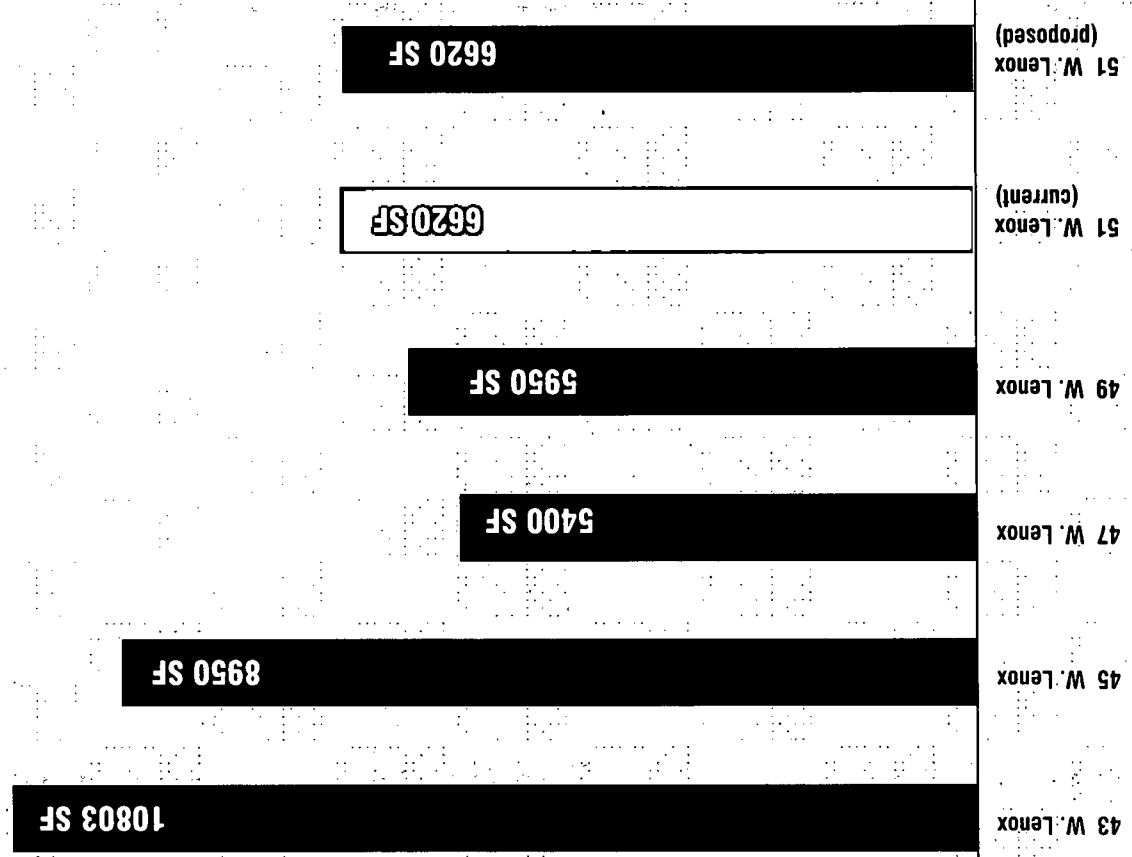 43 W. Lenox
10803 SF
45 W. Lenox
8950 SF
47 W. Lenox
5400 SF
49 W. Lenox
5950 SF
51 W. Lenox
(current)
6620 SF
51 W. Lenox
(proposed)
6620 SF